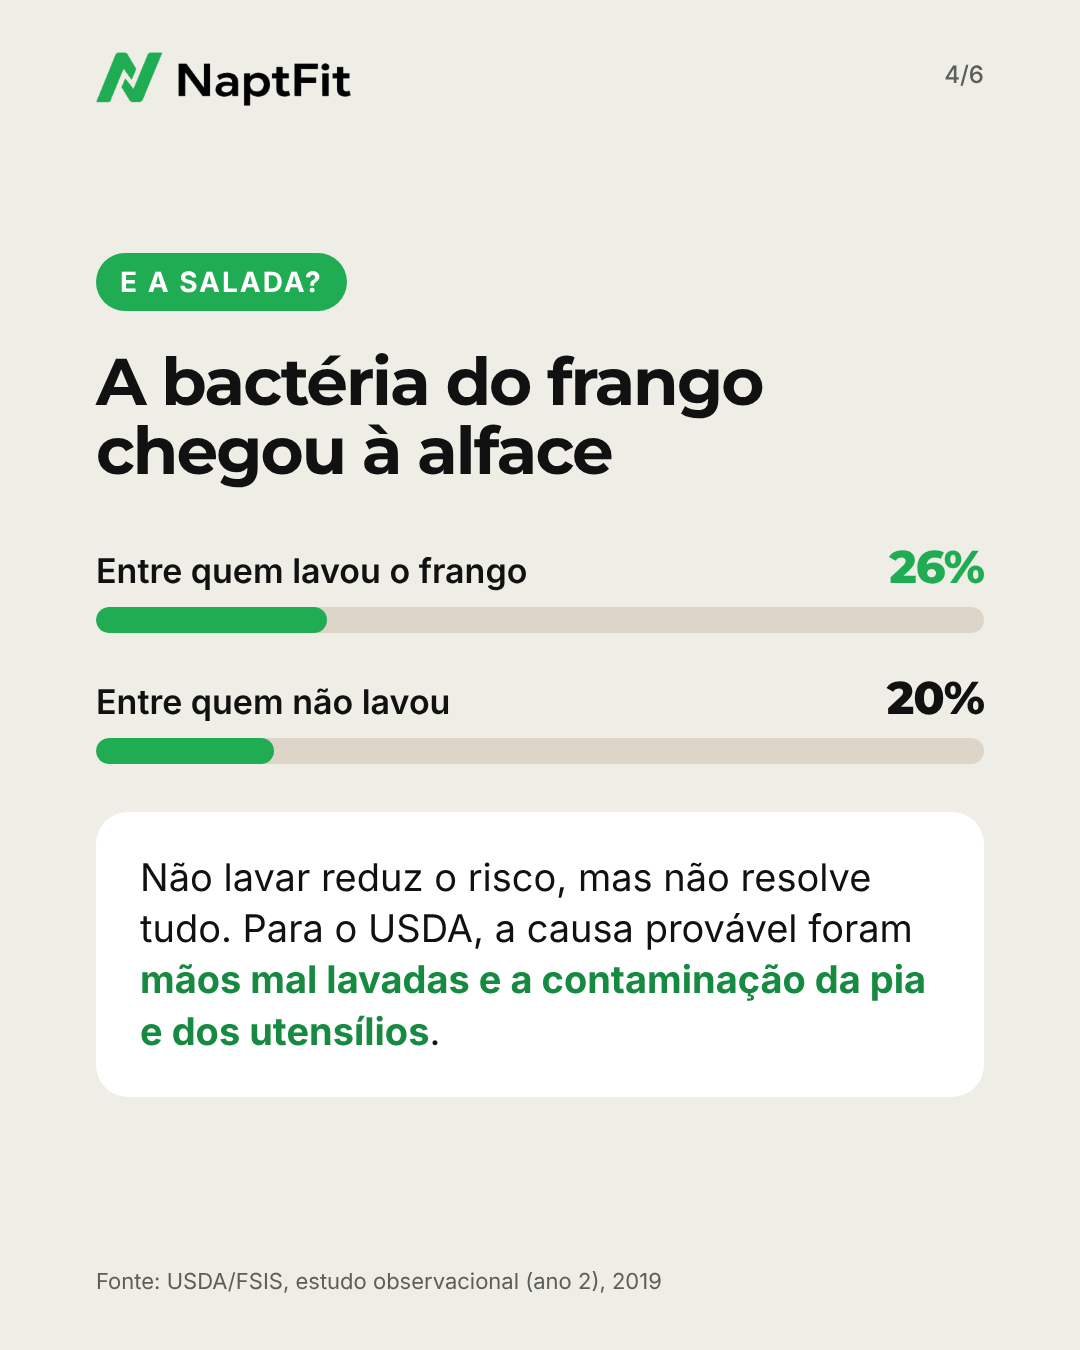 NaptFit
4/6
E A SALADA?
A bactéria do frango
chegou à alface
Entre quem lavou o frango
26%
Entre quem não lavou
20%
Não lavar reduz o risco, mas não resolve
tudo. Para o USDA, a causa provável foram
mãos mal lavadas e a contaminação da pia
e dos utensílios.
Fonte: USDA/FSIS, estudo observacional (ano 2), 2019